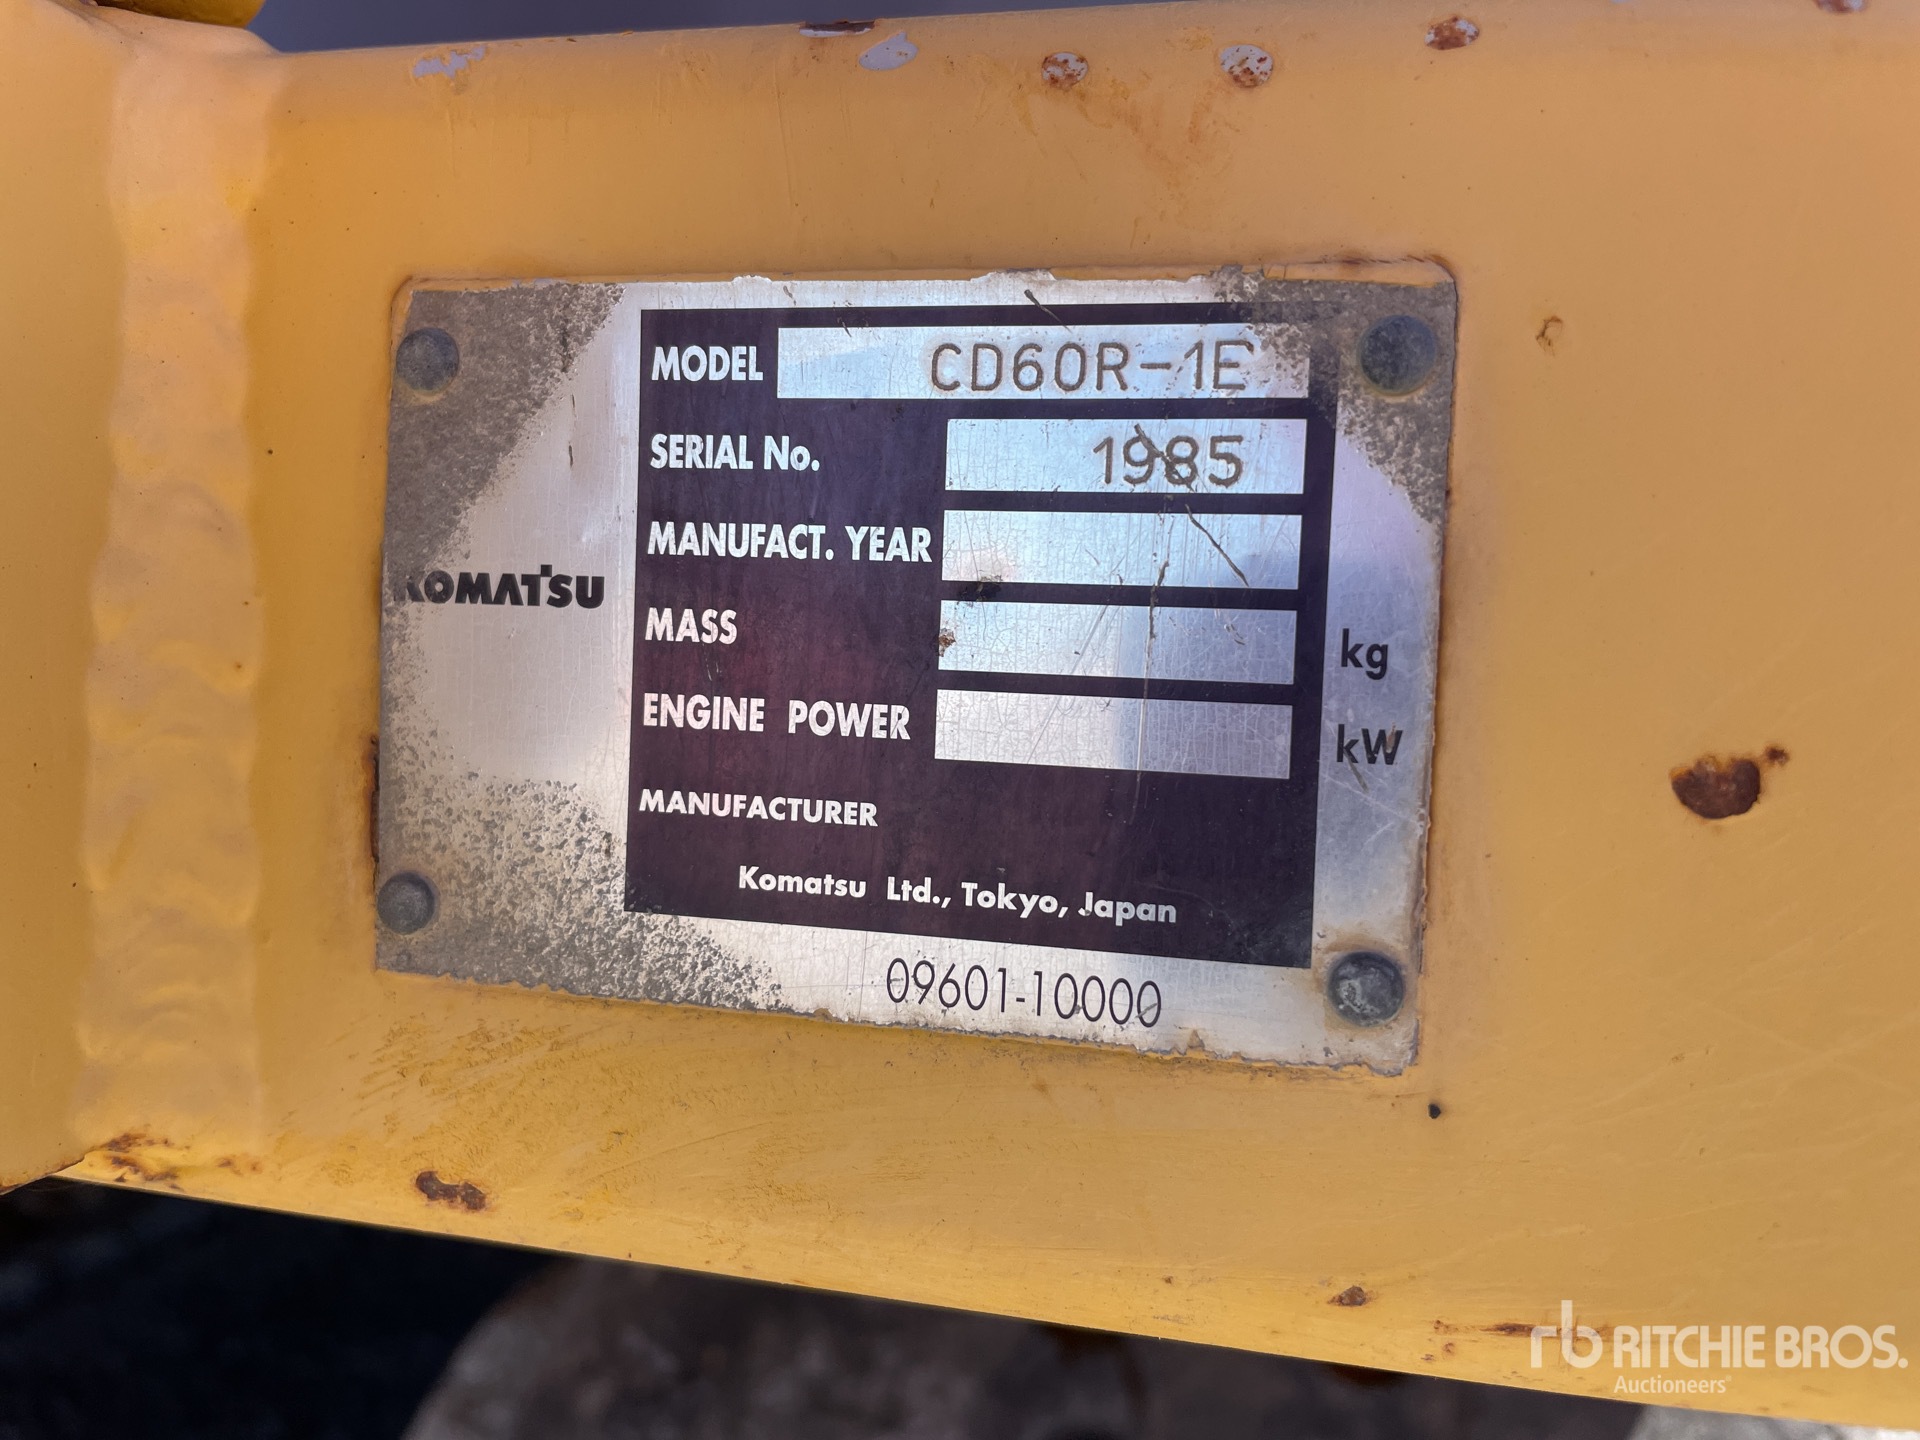 MODEL CD60R-1E
SERIAL No. 1985
MANUFACT. YEAR
KOMATSU
MASS kg
ENGINE POWER kW
MANUFACTURER
Komatsu Ltd., Tokyo, Japan
09601-10000
rb RITCHIE BROS.
Auctioneers